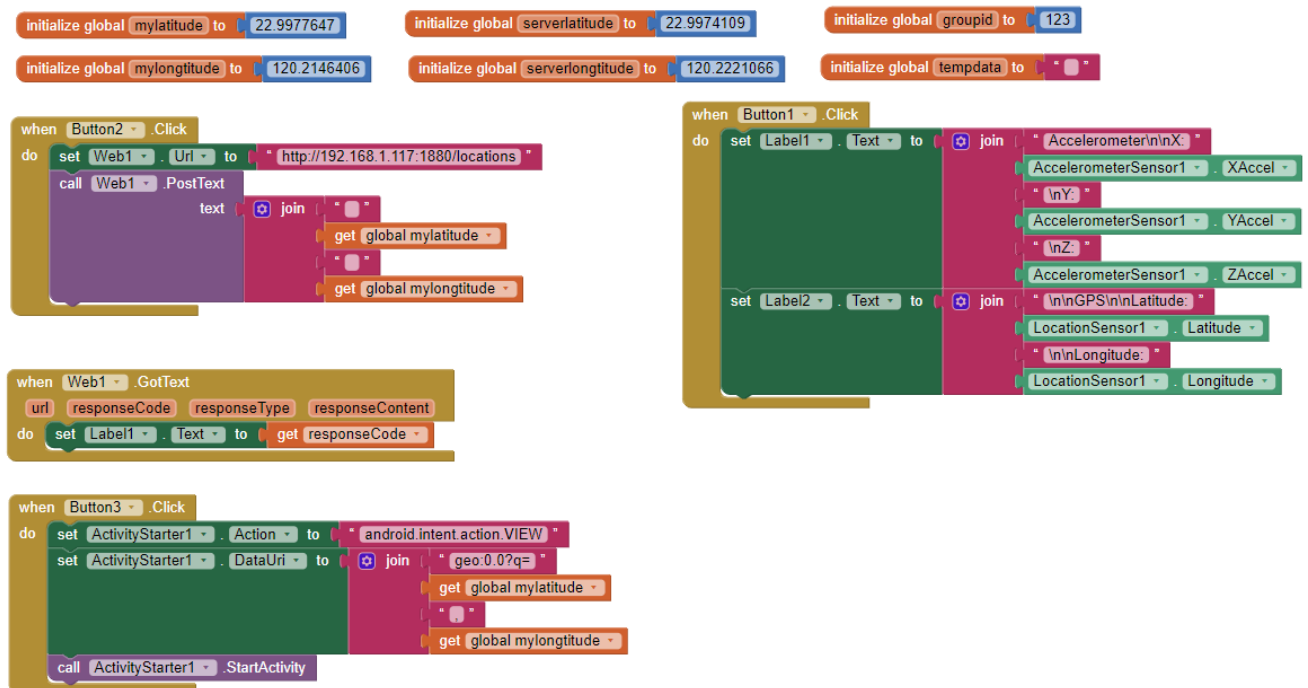 initialize global mylatitude to 22.9977647
initialize global serverlatitude to 22.9974109
initialize global groupid to 123
initialize global mylongtitude to 120.2146406
initialize global serverlongtitude to 120.2221066
initialize global tempdata to “ ”
when Button2 .Click
do set Web1 . Url to “ http://192.168.1.117:1880/locations ”
call Web1 .PostText
text join “ ”
get global mylatitude
“ ”
get global mylongtitude
when Button1 .Click
do set Label1 . Text to join “ Accelerometer\n\nX: ”
AccelerometerSensor1 . XAccel
“ \nY: ”
AccelerometerSensor1 . YAccel
“ \nZ: ”
AccelerometerSensor1 . ZAccel
set Label2 . Text to join “ \n\nGPS\n\nLatitude: ”
LocationSensor1 . Latitude
“ \n\nLongitude: ”
LocationSensor1 . Longitude
when Web1 .GotText
url responseCode responseType responseContent
do set Label1 . Text to get responseCode
when Button3 .Click
do set ActivityStarter1 . Action to “ android.intent.action.VIEW ”
set ActivityStarter1 . DataUri to join “ geo:0.0?q= ”
get global mylatitude
“ , ”
get global mylongtitude
call ActivityStarter1 .StartActivity